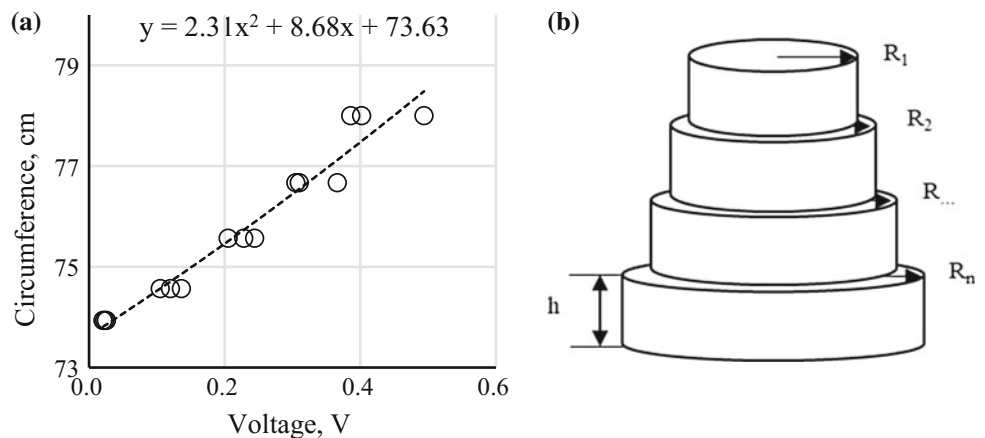 (a)
y = 2.31x² + 8.68x + 73.63
79
77
75
73
0.0 0.2 0.4 0.6
Circumference, cm
Voltage, V
(b)
R₁
R₂
R...
Rₙ
h